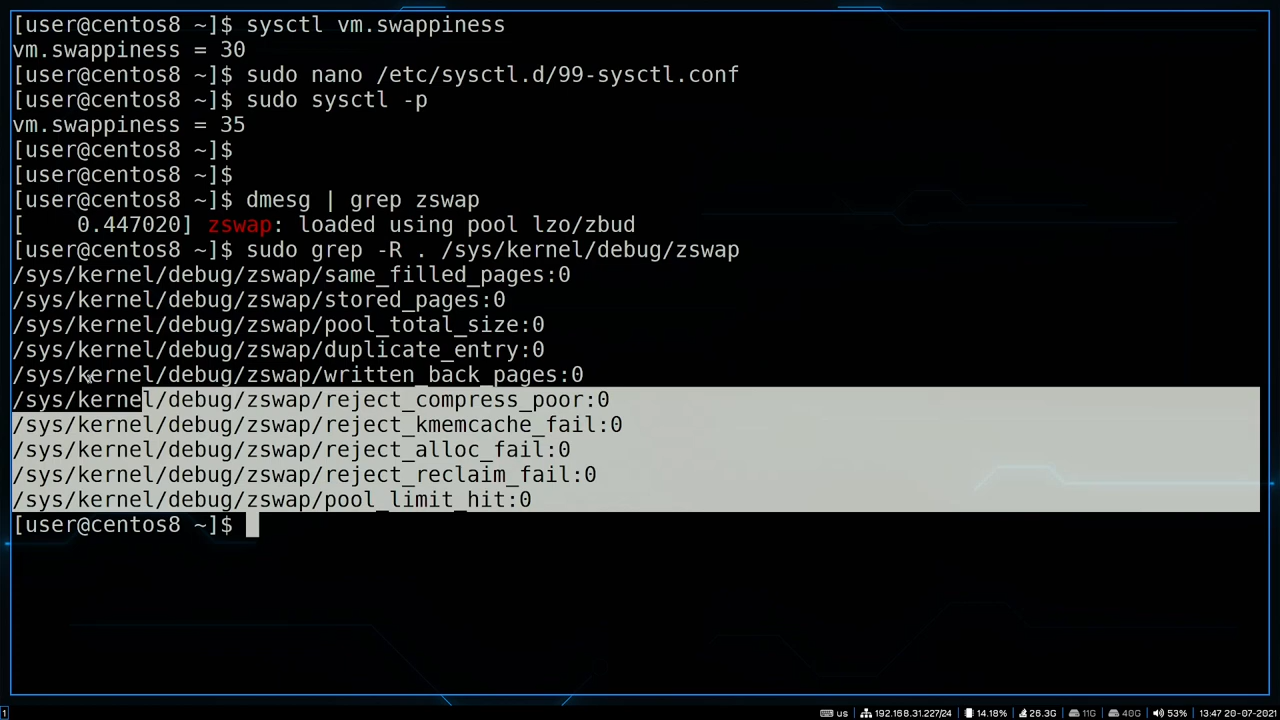 [user@centos8 ~]$ sysctl vm.swappiness
vm.swappiness = 30
[user@centos8 ~]$ sudo nano /etc/sysctl.d/99-sysctl.conf
[user@centos8 ~]$ sudo sysctl -p
vm.swappiness = 35
[user@centos8 ~]$
[user@centos8 ~]$
[user@centos8 ~]$ dmesg | grep zswap
[    0.447020] zswap: loaded using pool lzo/zbud
[user@centos8 ~]$ sudo grep -R . /sys/kernel/debug/zswap
/sys/kernel/debug/zswap/same_filled_pages:0
/sys/kernel/debug/zswap/stored_pages:0
/sys/kernel/debug/zswap/pool_total_size:0
/sys/kernel/debug/zswap/duplicate_entry:0
/sys/kernel/debug/zswap/written_back_pages:0
/sys/kernel/debug/zswap/reject_compress_poor:0
/sys/kernel/debug/zswap/reject_kmemcache_fail:0
/sys/kernel/debug/zswap/reject_alloc_fail:0
/sys/kernel/debug/zswap/reject_reclaim_fail:0
/sys/kernel/debug/zswap/pool_limit_hit:0
[user@centos8 ~]$
1 us 192.168.31.227/24 14.18% 26.3G 11G 40G 53% 13:47 20-07-2021